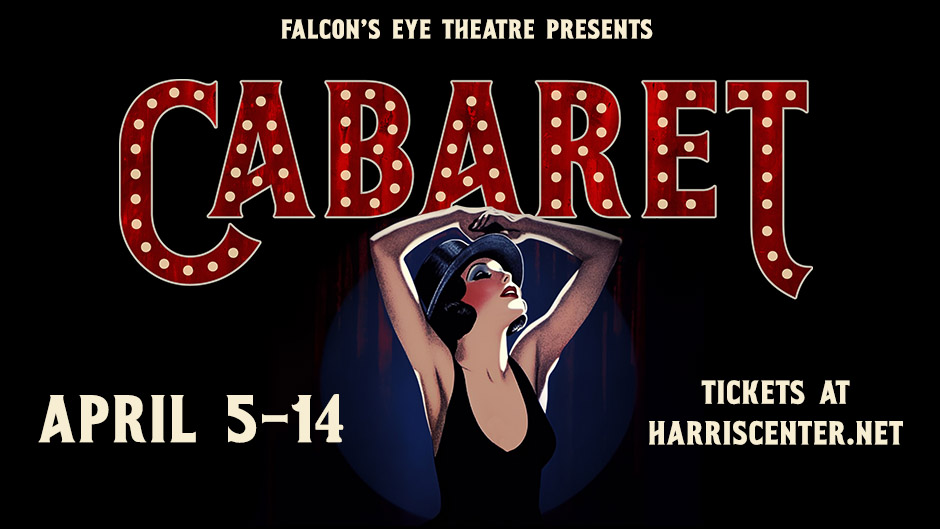 FALCON'S EYE THEATRE PRESENTS
CABARET
APRIL 5-14
TICKETS AT
HARRISCENTER.NET